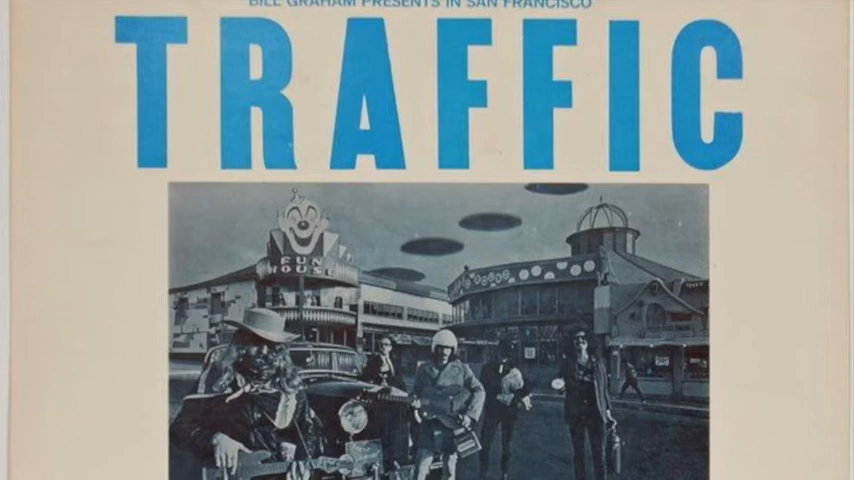 BILL GRAHAM PRESENTS IN SAN FRANCISCO
TRAFFIC
FUN
HOUSE